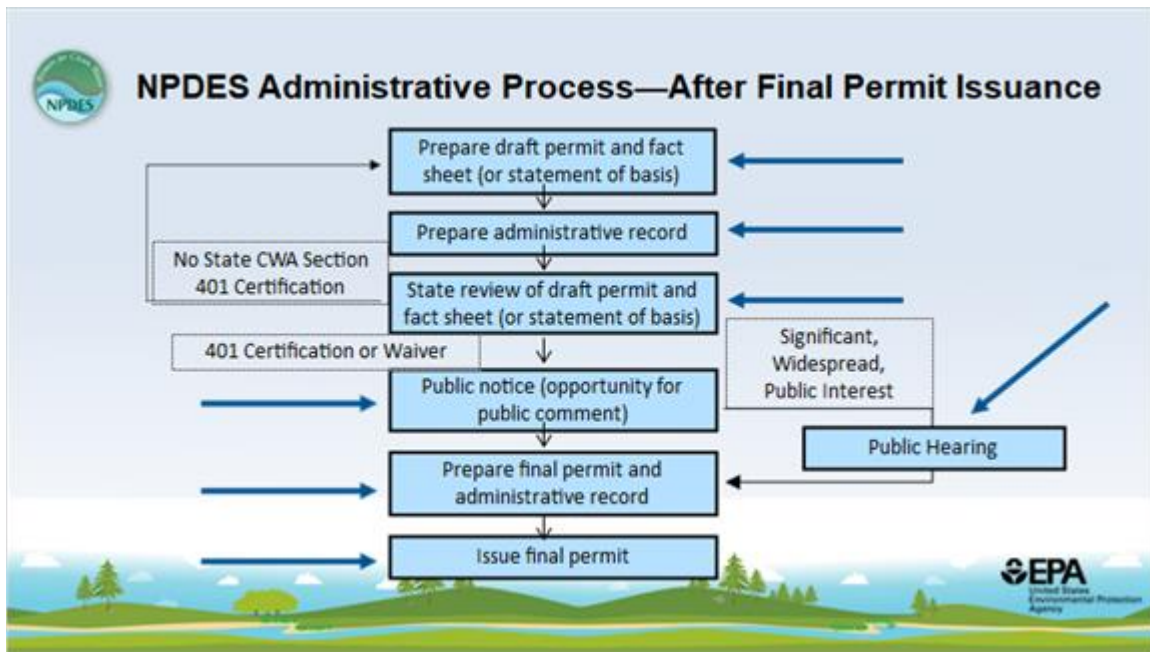 NPDES Administrative Process—After Final Permit Issuance
NPDES
Prepare draft permit and fact
sheet (or statement of basis)
Prepare administrative record
No State CWA Section
401 Certification
State review of draft permit and
fact sheet (or statement of basis)
401 Certification or Waiver
Significant,
Widespread,
Public Interest
Public notice (opportunity for
public comment)
Public Hearing
Prepare final permit and
administrative record
Issue final permit
EPA
United States
Environmental Protection
Agency